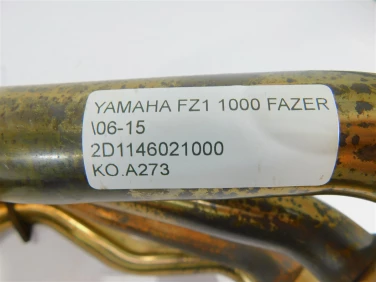 YAMAHA FZ1 1000 FAZER
\06-15
2D1146021000
KO.A273